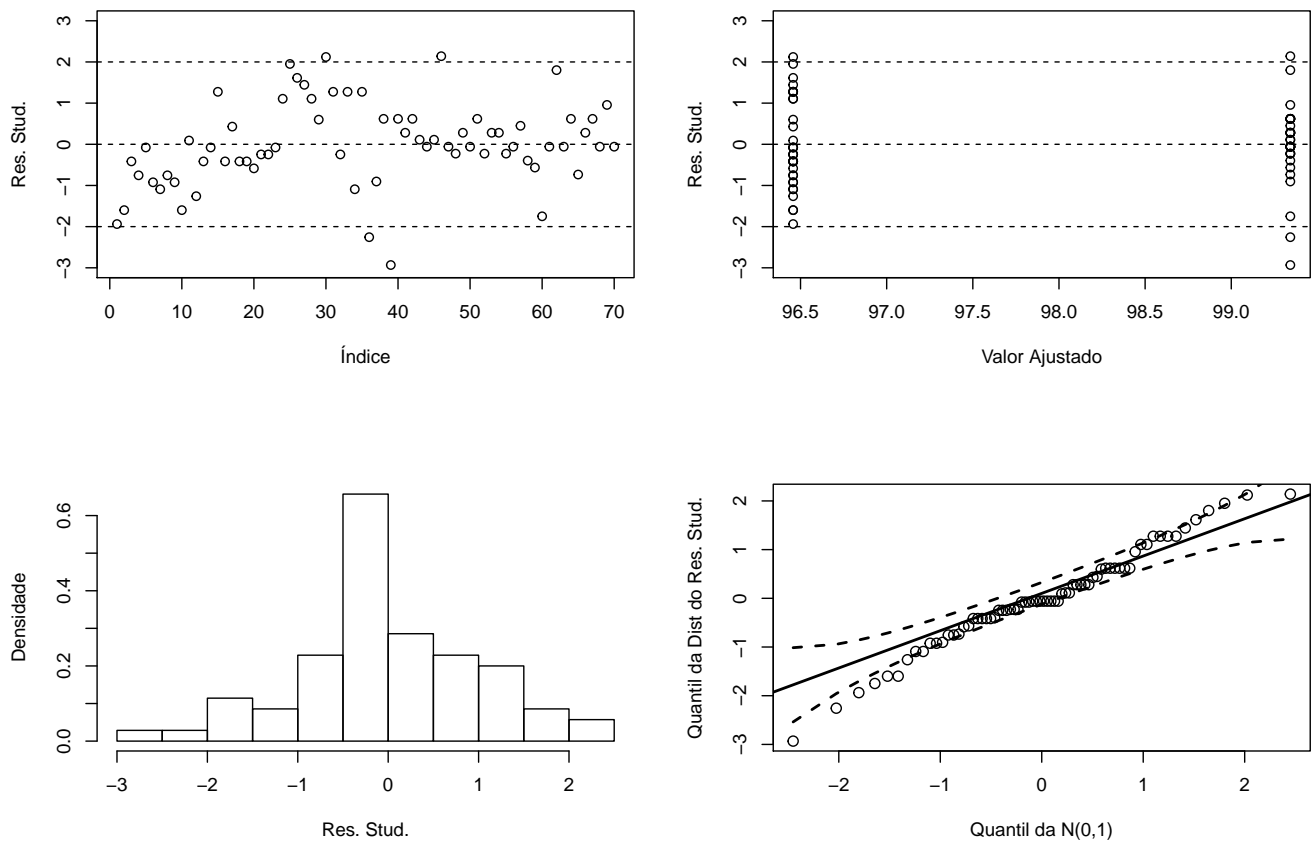 3
2
1
0
−1
−2
−3
Res. Stud.
0 10 20 30 40 50 60 70
Índice
3
2
1
0
−1
−2
−3
Res. Stud.
96.5 97.0 97.5 98.0 98.5 99.0
Valor Ajustado
0.6
0.4
0.2
0.0
Densidade
−3 −2 −1 0 1 2
Res. Stud.
2
1
0
−1
−2
−3
Quantil da Dist do Res. Stud.
−2 −1 0 1 2
Quantil da N(0,1)